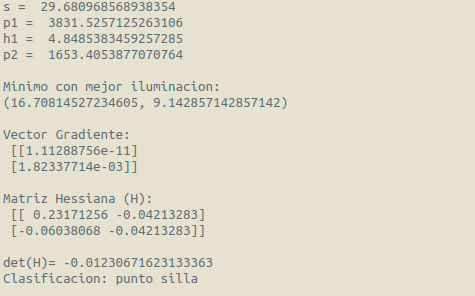 s =  29.680968568938354
p1 =  3831.5257125263106
h1 =  4.8485383459257285
p2 =  1653.4053877070764
Minimo con mejor iluminacion:
(16.70814527234605, 9.142857142857142)
Vector Gradiente:
[[1.11288756e-11]
[1.82337714e-03]]
Matriz Hessiana (H):
[[ 0.23171256 -0.04213283]
[-0.06038068 -0.04213283]]
det(H)= -0.01230671623133363
Clasificacion: punto silla